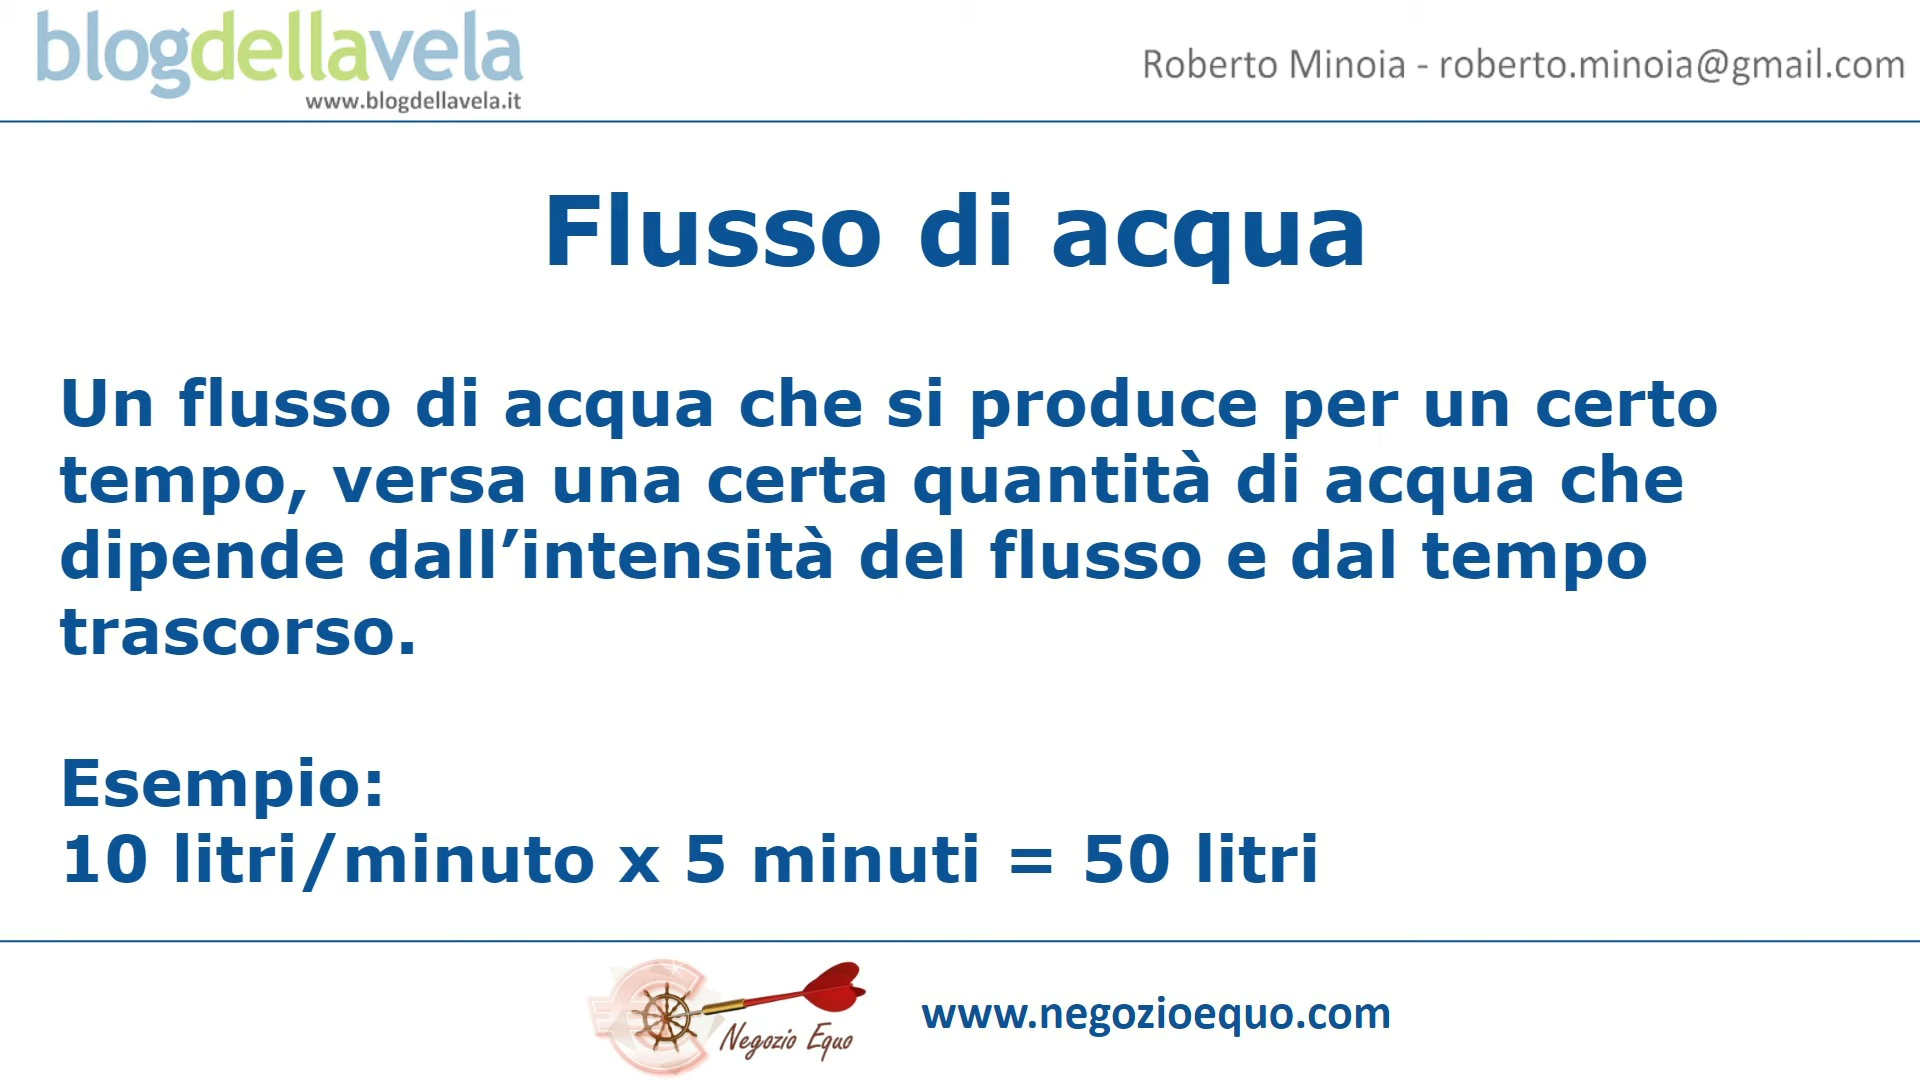 blogdellavela
www.blogdellavela.it
Roberto Minoia - roberto.minoia@gmail.com
Flusso di acqua
Un flusso di acqua che si produce per un certo
tempo, versa una certa quantità di acqua che
dipende dall’intensità del flusso e dal tempo
trascorso.
Esempio:
10 litri/minuto x 5 minuti = 50 litri
Negozio Equo
www.negozioequo.com